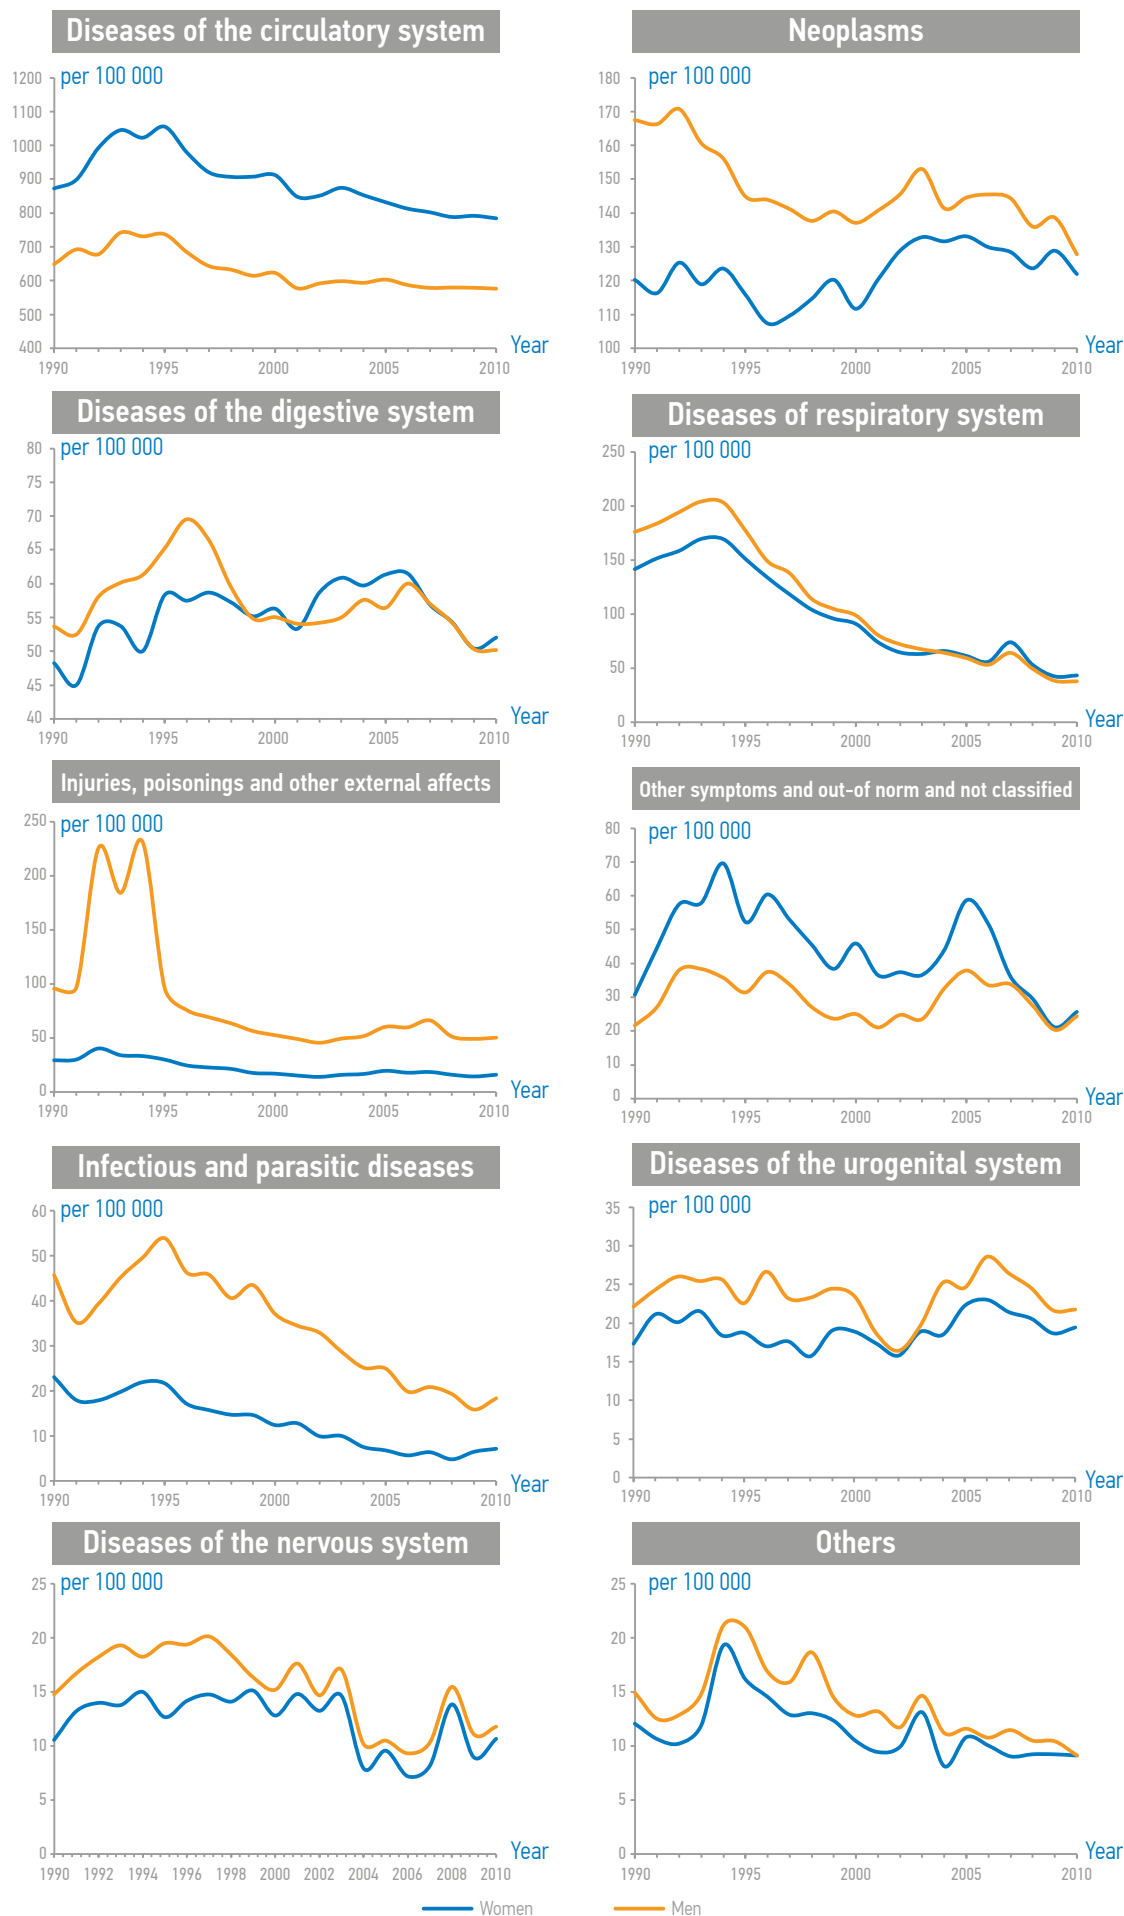 Diseases of the circulatory system
per 100 000
1200
1100
1000
900
800
700
600
500
400
Year
1990 1995 2000 2005 2010
Neoplasms
per 100 000
180
170
160
150
140
130
120
110
100
Year
1990 1995 2000 2005 2010
Diseases of the digestive system
per 100 000
80
75
70
65
60
55
50
45
40
Year
1990 1995 2000 2005 2010
Diseases of respiratory system
per 100 000
250
200
150
100
50
0
Year
1990 1995 2000 2005 2010
Injuries, poisonings and other external affects
per 100 000
250
200
150
100
50
0
Year
1990 1995 2000 2005 2010
Other symptoms and out-of norm and not classified
per 100 000
80
70
60
50
40
30
20
10
0
Year
1990 1995 2000 2005 2010
Infectious and parasitic diseases
per 100 000
60
50
40
30
20
10
0
Year
1990 1995 2000 2005 2010
Diseases of the urogenital system
per 100 000
35
30
25
20
15
10
5
0
Year
1990 1995 2000 2005 2010
Diseases of the nervous system
per 100 000
25
20
15
10
5
0
Year
1990 1992 1994 1996 1998 2000 2002 2004 2006 2008 2010
Others
per 100 000
25
20
15
10
5
0
Year
1990 1995 2000 2005 2010
Women Men